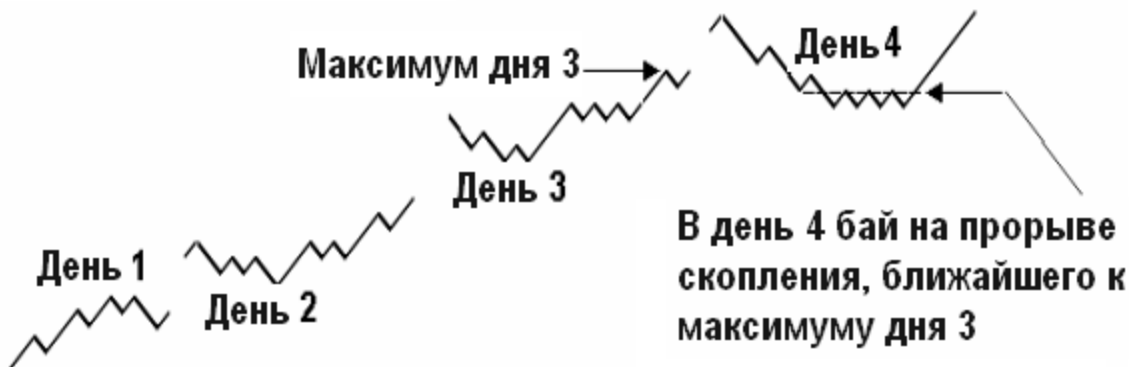 Максимум дня 3
День 4
День 3
День 1
День 2
В день 4 бай на прорыве
скопления, ближайшего к
максимуму дня 3